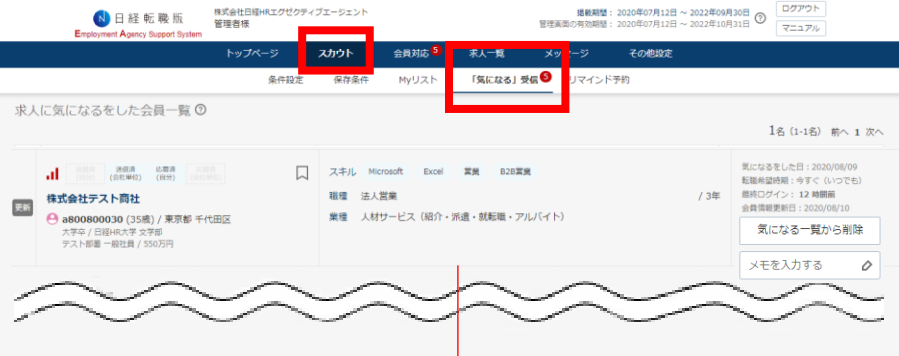 日経転職版
Employment Agency Support System
株式会社日経HRエグゼクティブエージェント
管理者様
掲載期間： 2020年07月12日 ～ 2022年09月30日
管理画面の有効期間： 2020年07月12日 ～ 2022年10月31日
ログアウト
マニュアル
トップページ スカウト 会員対応 5 求人一覧 メッセージ その他設定
条件設定 保存条件 Myリスト 「気になる」受信 5 リマインド予約
求人に気になるをした会員一覧
1名 (1-1名) 前へ 1 次へ
更新
送信済 (会社単位) 応募済 (自分)
株式会社テスト商社
a800800030 (35歳) / 東京都 千代田区
大学卒 / 日経HR大学 文学部
テスト部署 一般社員 / 550万円
スキル Microsoft Excel 営業 B2B営業
職種 法人営業 / 3年
業種 人材サービス（紹介・派遣・就転職・アルバイト）
気になるをした日：2020/08/09
転職希望時期：今すぐ（いつでも）
最終ログイン： 12 時間前
会員情報更新日：2020/08/10
気になる一覧から削除
メモを入力する